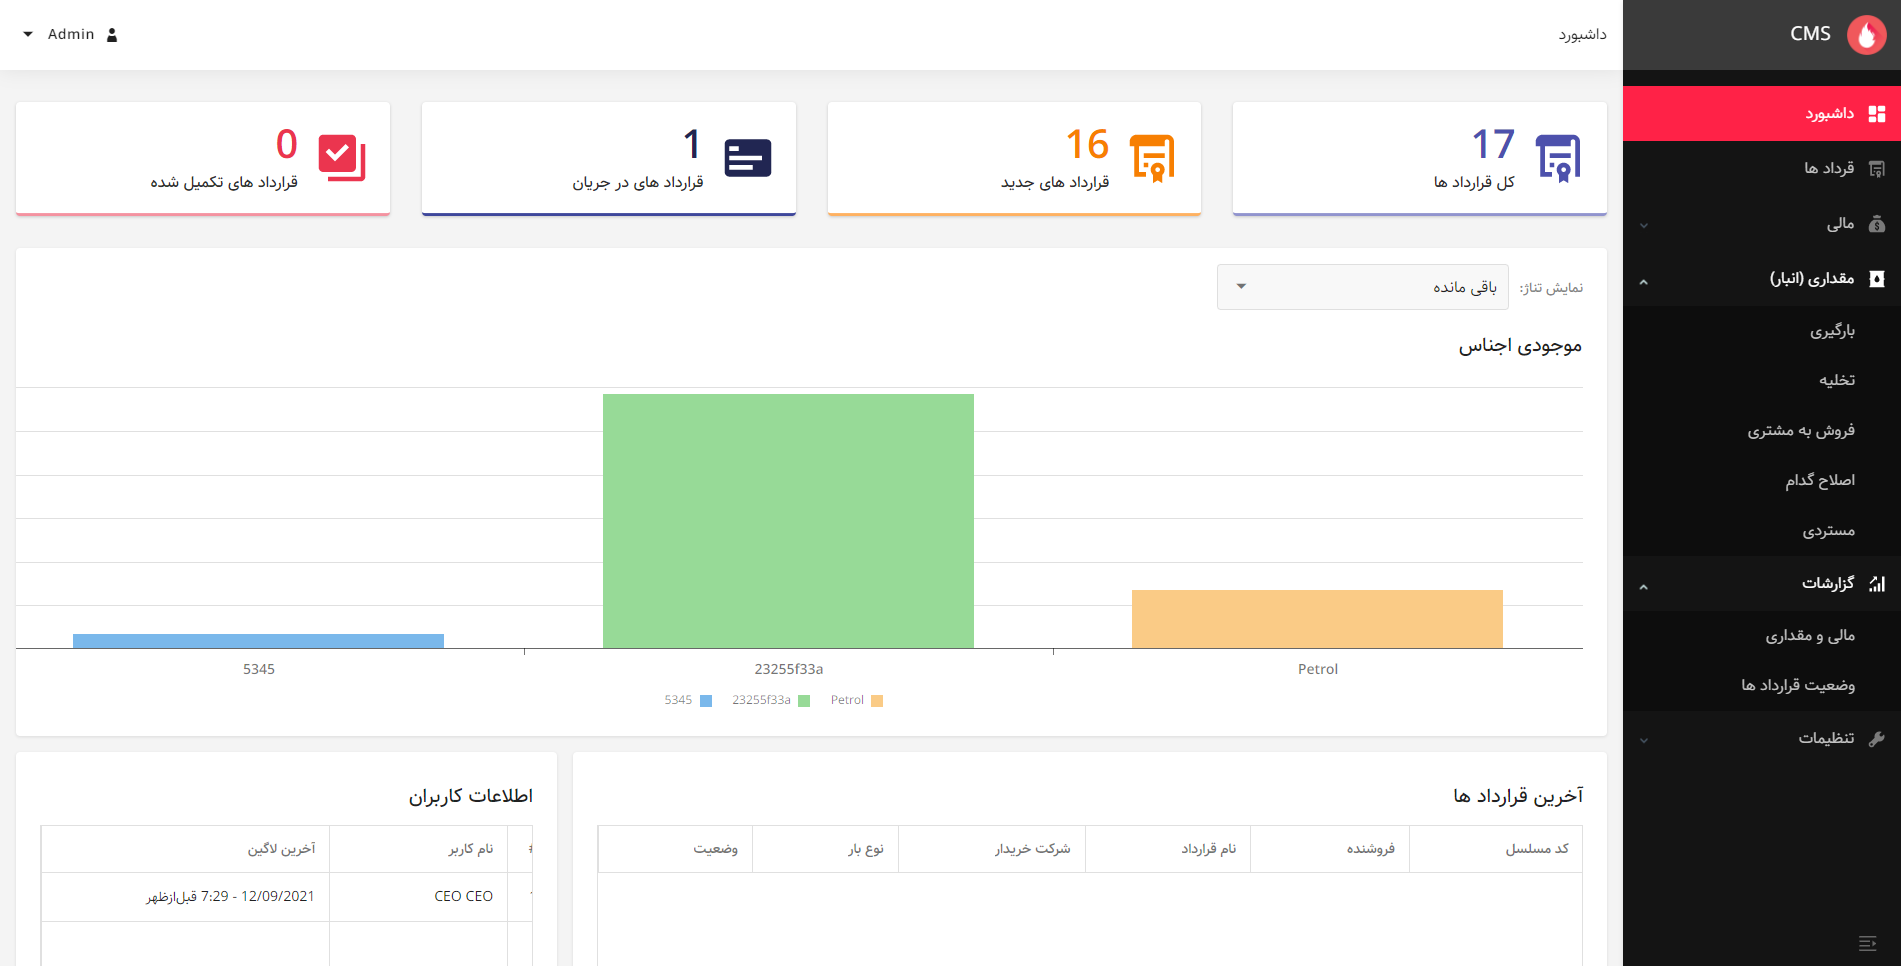 CMS
داشبورد
قرداد ها
مالی
مقداری (انبار)
بارگیری
تخلیه
فروش به مشتری
اصلاح گدام
مستردی
گزارشات
مالی و مقداری
وضعیت قرارداد ها
تنظیمات
داشبورد
Admin
17
کل قرارداد ها
16
قرارداد های جدید
1
قرارداد های در جریان
0
قرارداد های تکمیل شده
نمایش تناژ:
باقی مانده
موجودی اجناس
Petrol
23255f33a
5345
Petrol
23255f33a
5345
آخرین قرارداد ها
کد مسلسل
فروشنده
نام قرارداد
شرکت خریدار
نوع بار
وضعیت
اطلاعات کاربران
نام کاربر
آخرین لاگین
CEO CEO
12/09/2021 - 7:29 قبل‌ازظهر